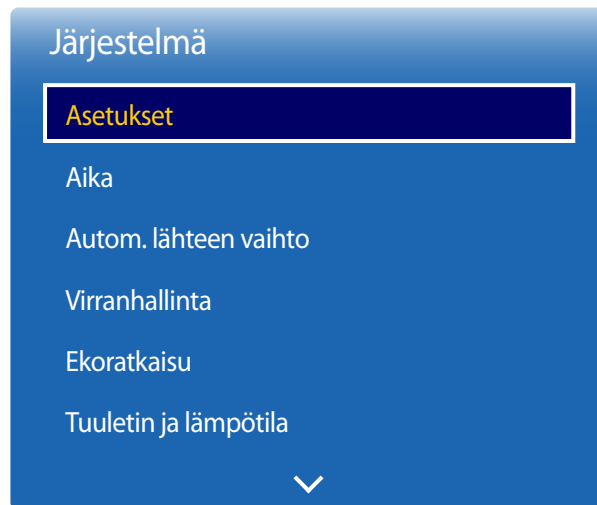 Järjestelmä
Asetukset
Aika
Autom. lähteen vaihto
Virranhallinta
Ekoratkaisu
Tuuletin ja lämpötila